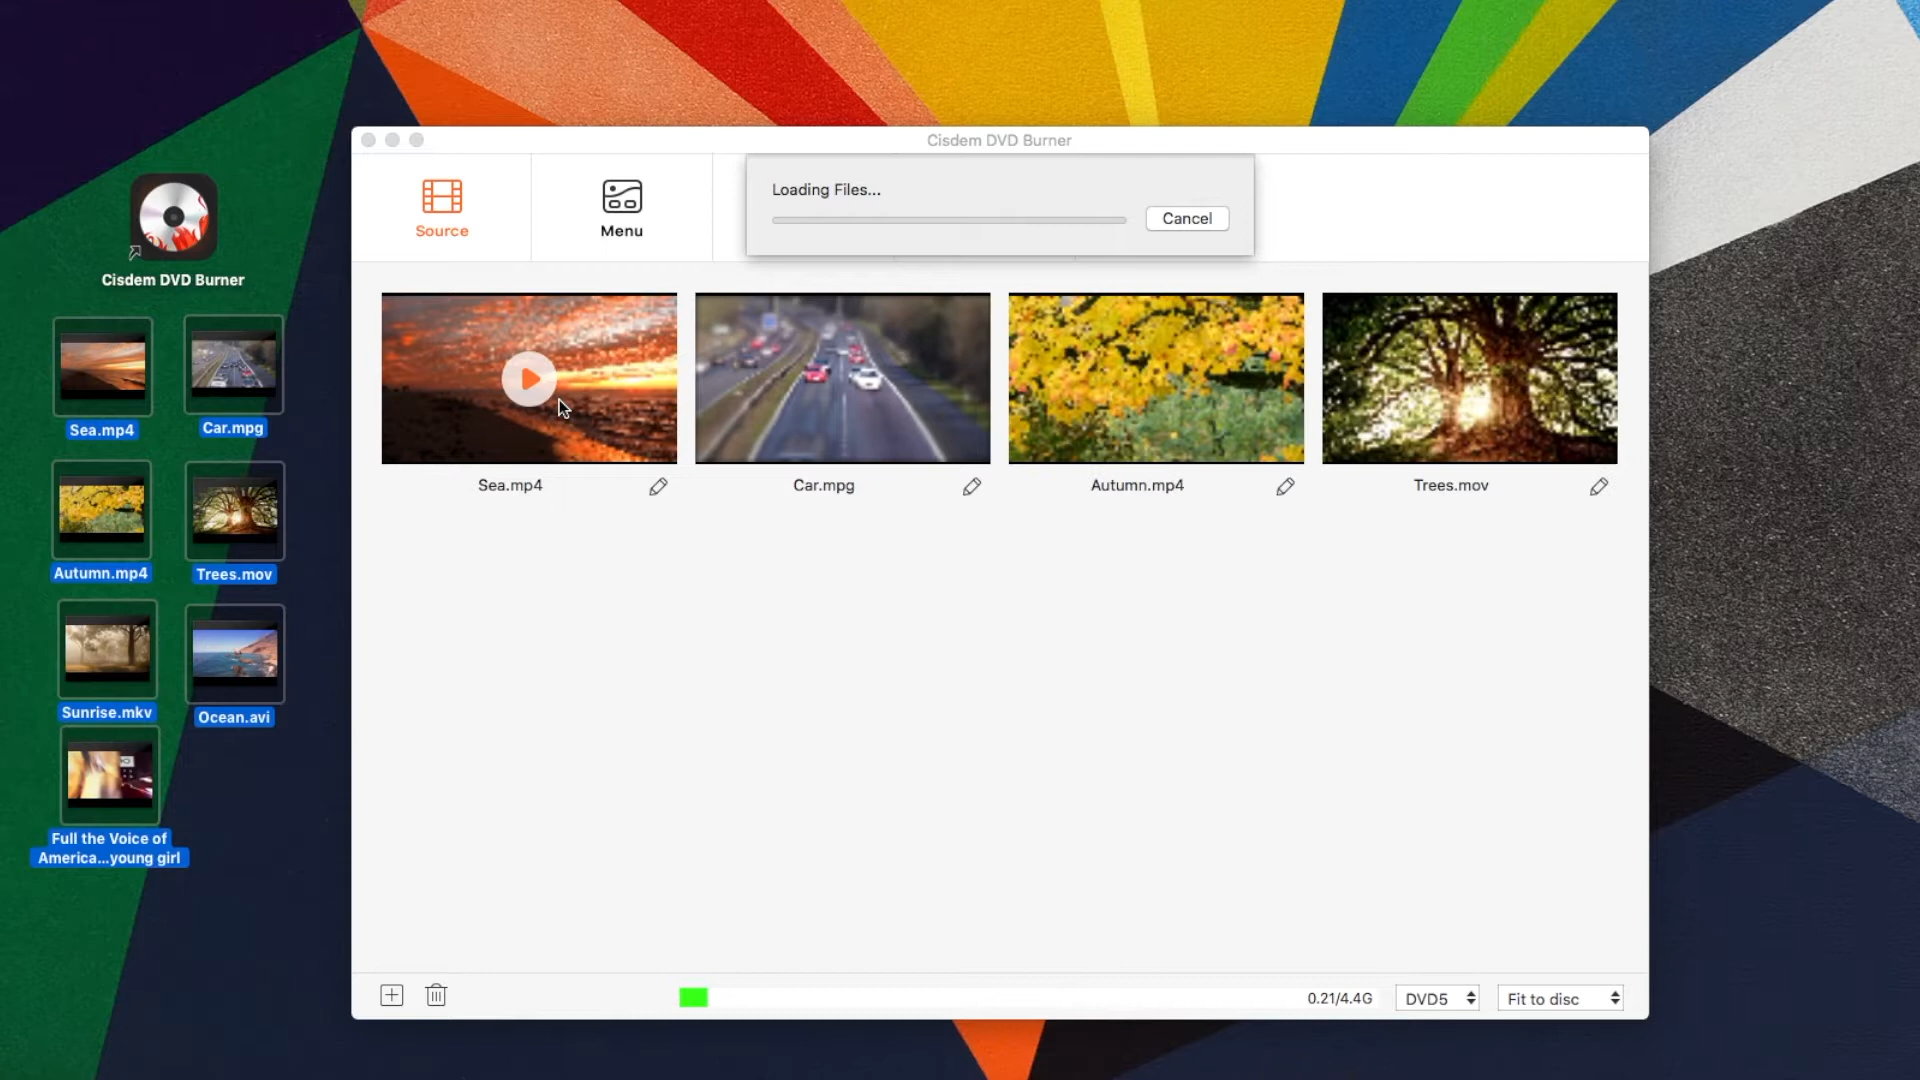 Cisdem DVD Burner
Loading Files...
Cancel
Source
Menu
Cisdem DVD Burner
Sea.mp4
Car.mpg
Autumn.mp4
Trees.mov
Sunrise.mkv
Ocean.avi
Full the Voice of
America...young girl
Sea.mp4
Car.mpg
Autumn.mp4
Trees.mov
0.21/4.4G
DVD5
Fit to disc